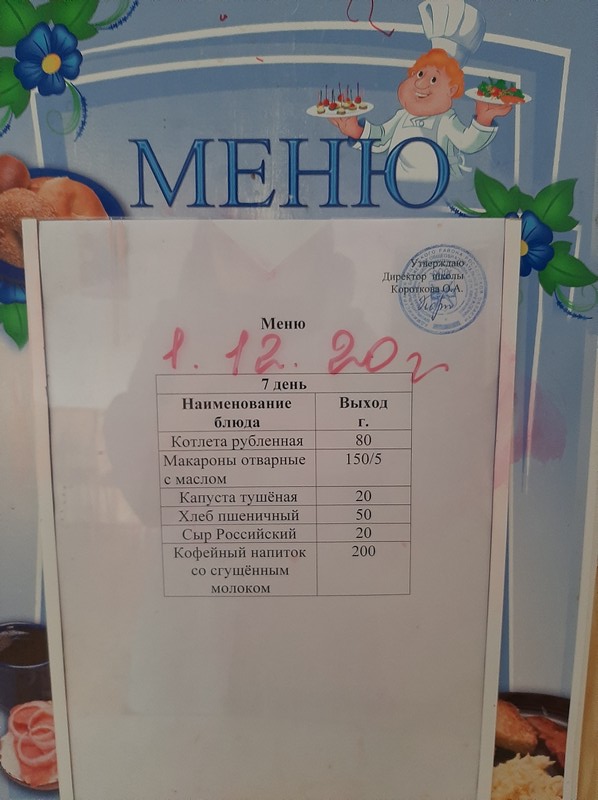 МЕНЮ
Утверждаю
Директор школы
Короткова О.А.
Меню
1.12.20г
7 день
Наименование блюда Выход г.
Котлета рубленная 80
Макароны отварные 150/5
с маслом
Капуста тушёная 20
Хлеб пшеничный 50
Сыр Российский 20
Кофейный напиток 200
со сгущённым
молоком